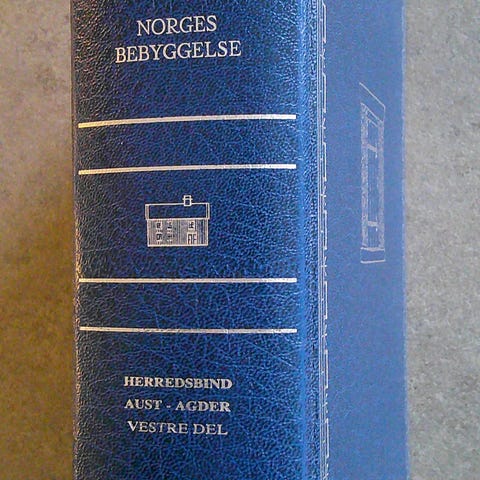 NORGES
BEBYGGELSE
HERREDSBIND
AUST - AGDER
VESTRE DEL